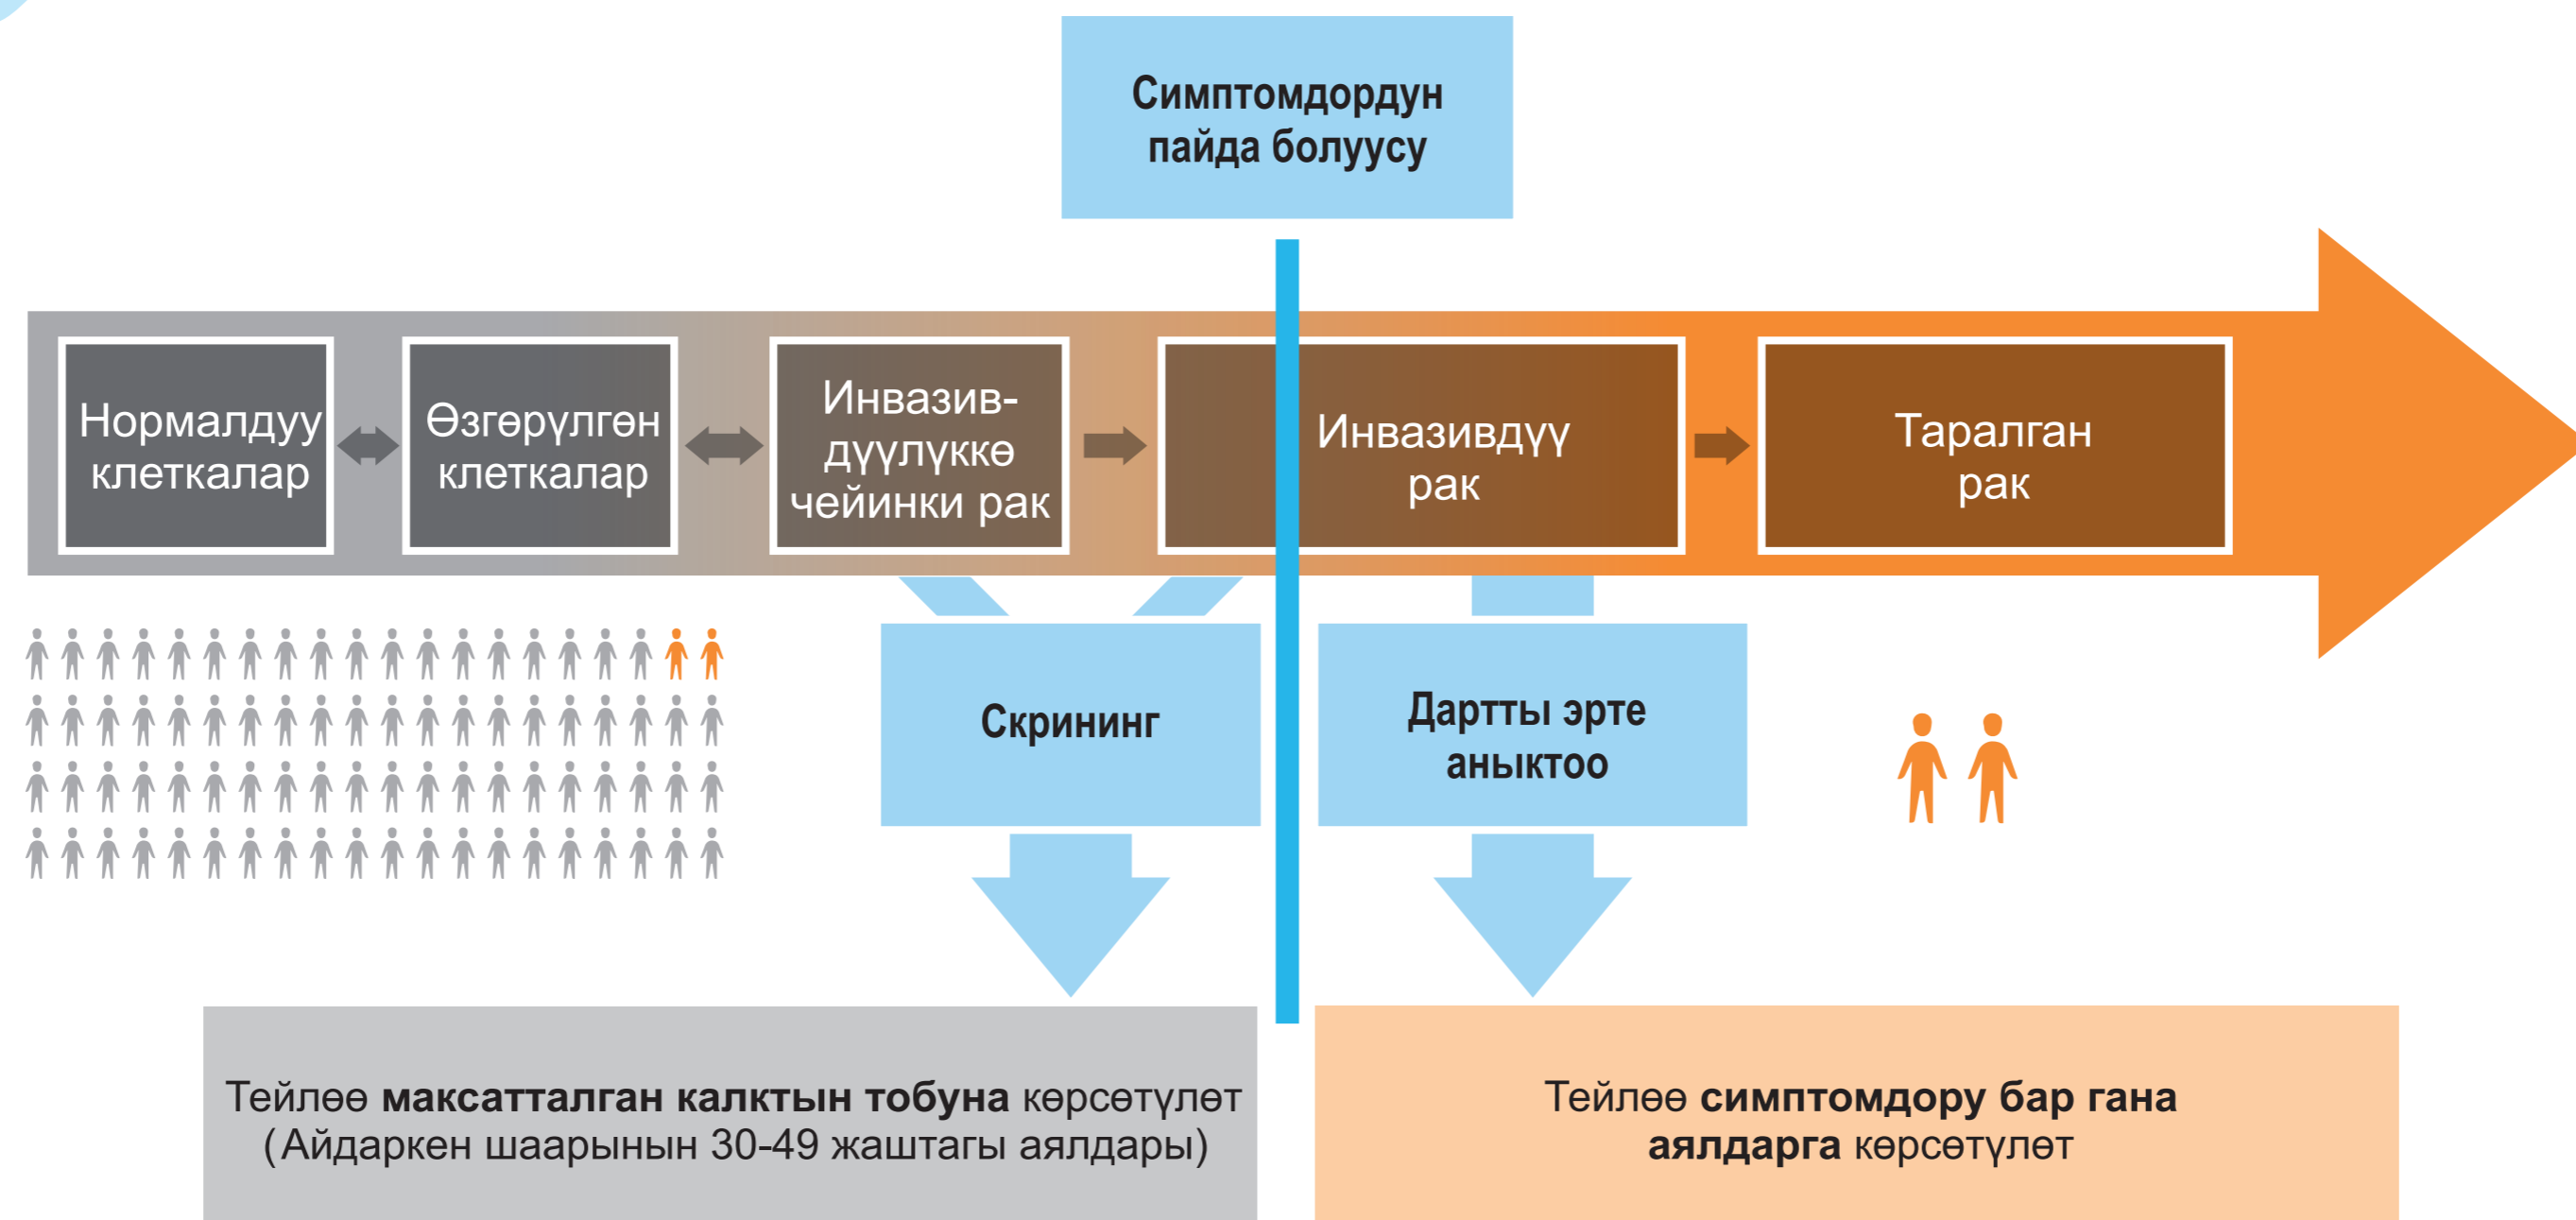 Симптомдордун
пайда болуусу
Нормалдуу
клеткалар
Өзгөрүлгөн
клеткалар
Инвазив-
дүүлүккө
чейинки рак
Инвазивдүү
рак
Таралган
рак
Скрининг
Дартты эрте
аныктоо
Тейлөө максатталган калктын тобуна көрсөтүлөт
(Айдаркен шаарынын 30-49 жаштагы аялдары)
Тейлөө симптомдору бар гана
аялдарга көрсөтүлөт